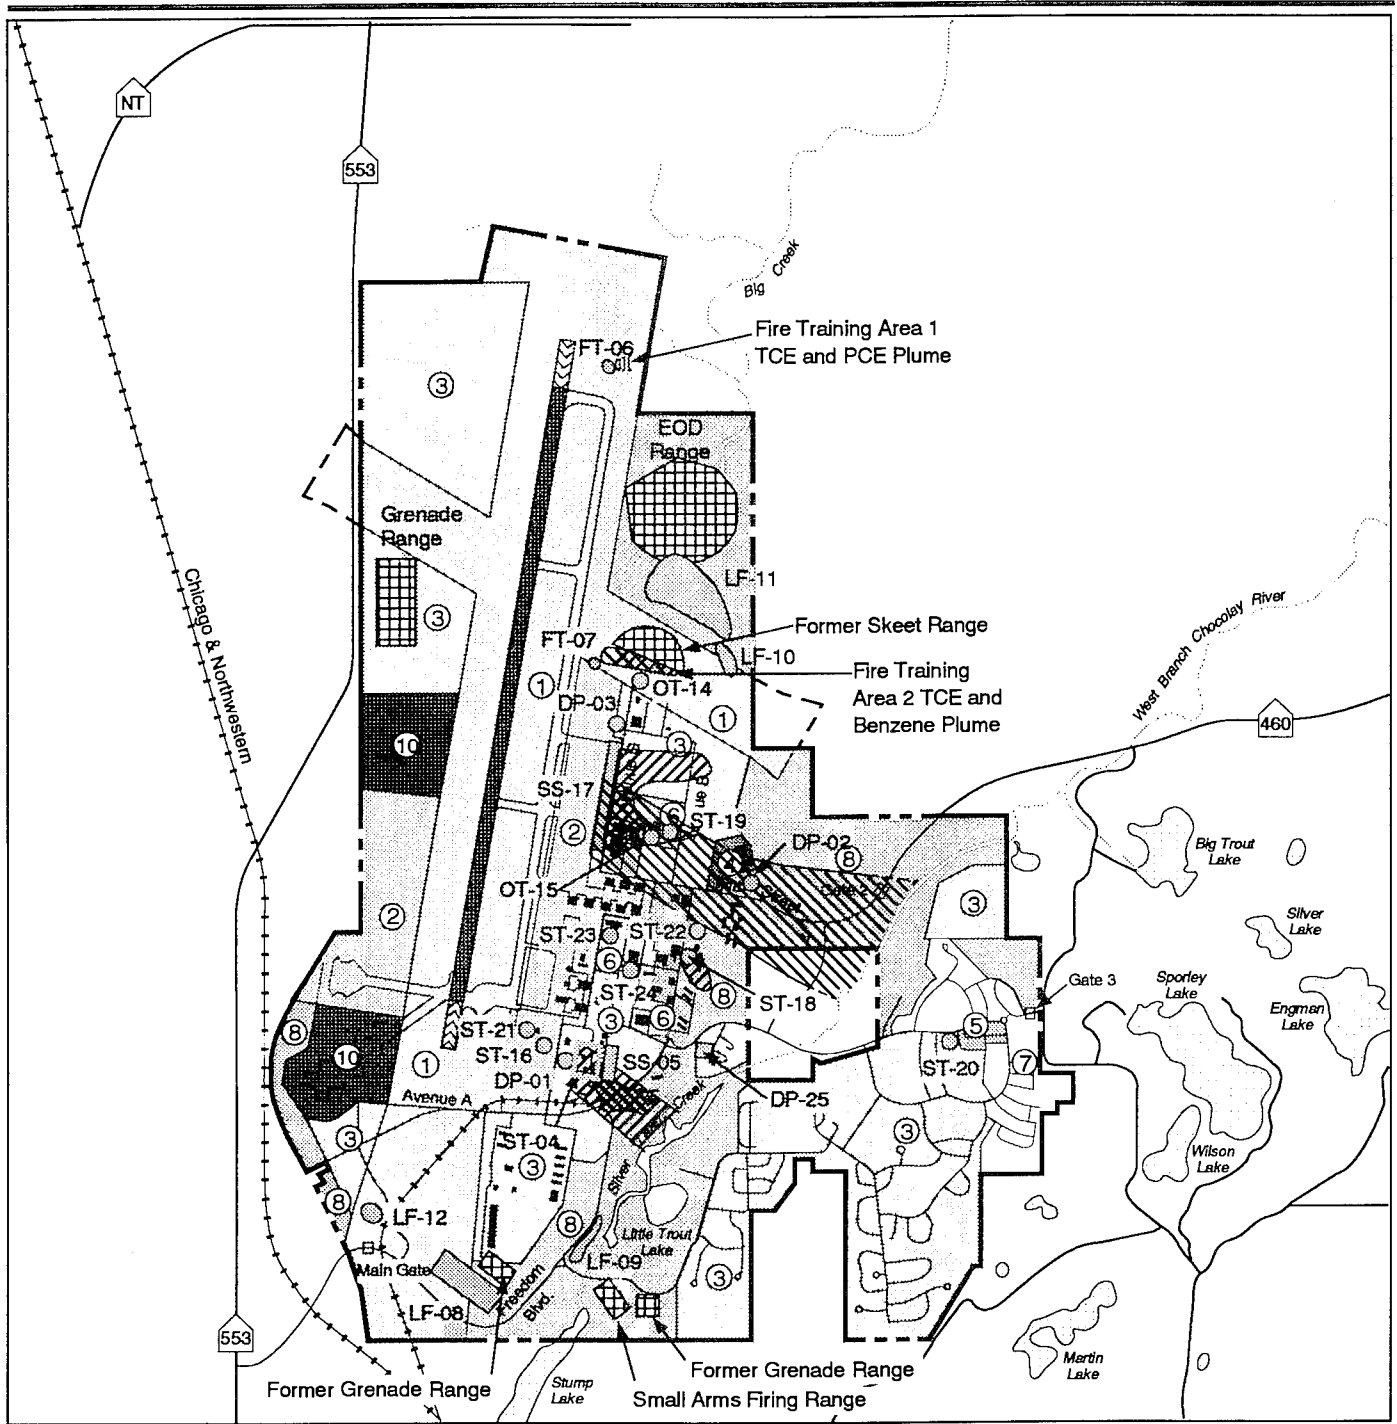 NT
553
Big Creek
Fire Training Area 1
TCE and PCE Plume
FT-06
3
EOD
Range
Grenade
Range
LF-11
3
Chicago & Northwestern
West Branch Chocolay River
Former Skeet Range
FT-07
LF-10
Fire Training
Area 2 TCE and
Benzene Plume
OT-14
1
DP-03
1
460
3
10
SS-17
6
ST-19
2
DP-02
8
Big Trout
Lake
OT-15
Gate 2
3
2
Silver
Lake
ST-23
ST-22
6
Sporley
Lake
Gate 3
ST-24
8
ST-18
Engman
Lake
8
3
6
5
ST-21
10
ST-16
1
SS-05
ST-20
7
DP-01
Avenue A
Creek
DP-25
3
ST-04
3
3
Wilson
Lake
Silver
8
LF-12
8
Little Trout
Lake
Main Gate
LF-09
3
Freedom
Blvd.
LF-08
553
Former Grenade Range
Martin
Lake
Former Grenade Range
Stump
Lake
Small Arms Firing Range